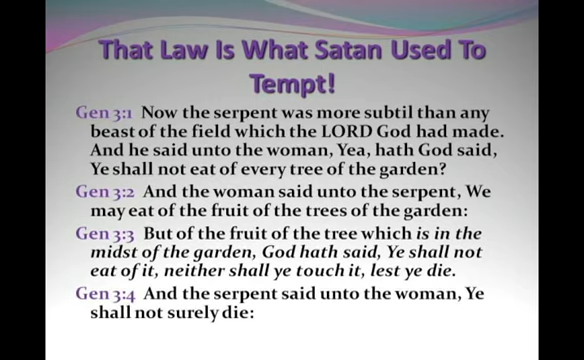 That Law Is What Satan Used To
Tempt!
Gen 3:1 Now the serpent was more subtil than any
beast of the field which the LORD God had made.
And he said unto the woman, Yea, hath God said,
Ye shall not eat of every tree of the garden?
Gen 3:2 And the woman said unto the serpent, We
may eat of the fruit of the trees of the garden:
Gen 3:3 But of the fruit of the tree which is in the
midst of the garden, God hath said, Ye shall not
eat of it, neither shall ye touch it, lest ye die.
Gen 3:4 And the serpent said unto the woman, Ye
shall not surely die: